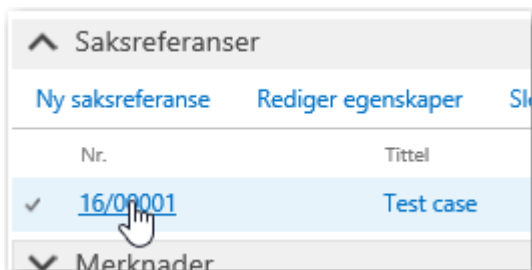 Saksreferanser
Ny saksreferanse Rediger egenskaper
Nr. Tittel
16/00001 Test case
Merknader